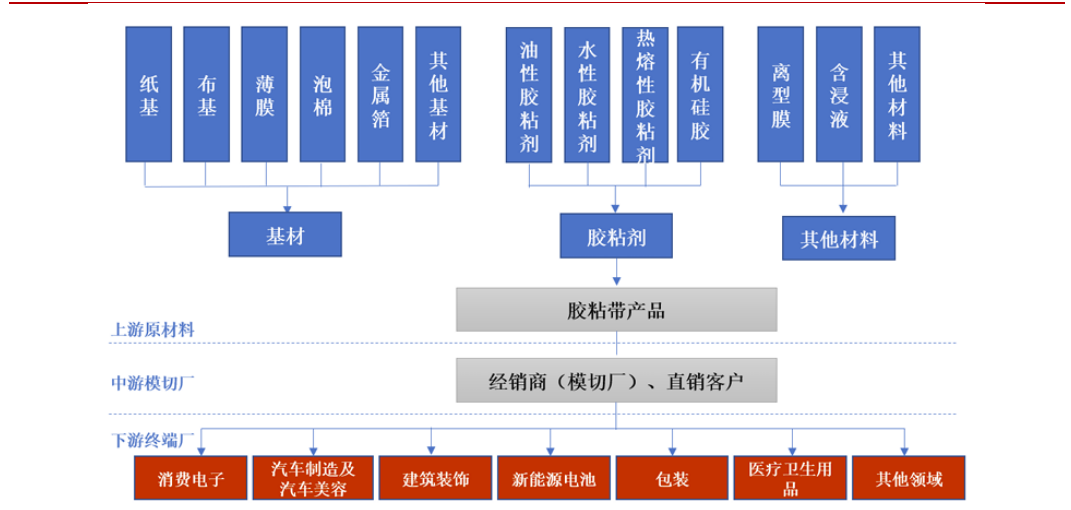 纸基
布基
薄膜
泡棉
金属箔
其他基材
油性胶粘剂
水性胶粘剂
热熔性胶粘剂
有机硅胶
离型膜
含浸液
其他材料
基材
胶粘剂
其他材料
胶粘带产品
上游原材料
经销商（模切厂）、直销客户
中游模切厂
下游终端厂
消费电子
汽车制造及
汽车美容
建筑装饰
新能源电池
包装
医疗卫生用
品
其他领域